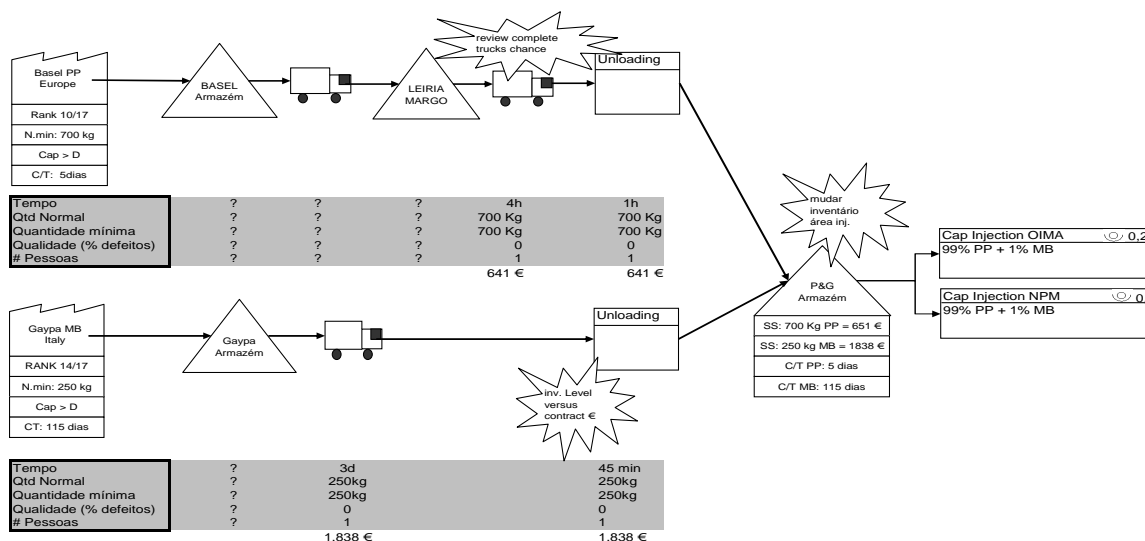 review complete
trucks chance
Basel PP
Europe
Rank 10/17
N.min: 700 kg
Cap > D
C/T: 5dias
BASEL
Armazém
LEIRIA
MARGO
Unloading
Tempo ? ? ? 4h 1h
Qtd Normal ? ? ? 700 Kg 700 Kg
Quantidade mínima ? ? ? 700 Kg 700 Kg
Qualidade (% defeitos) ? ? ? 0 0
# Pessoas ? ? ? 1 1
641 € 641 €
mudar
inventário
área inj.
P&G
Armazém
SS: 700 Kg PP = 651 €
SS: 250 kg MB = 1838 €
C/T PP: 5 dias
C/T MB: 115 dias
Cap Injection OIMA 0,2
99% PP + 1% MB
Cap Injection NPM 0,
99% PP + 1% MB
Gaypa MB
Italy
RANK 14/17
N.min: 250 kg
Cap > D
CT: 115 dias
Gaypa
Armazém
Unloading
inv. Level
versus
contract €
Tempo ? 3d 45 min
Qtd Normal ? 250kg 250kg
Quantidade mínima ? 250kg 250kg
Qualidade (% defeitos) ? 0 0
# Pessoas ? 1 1
1.838 € 1.838 €